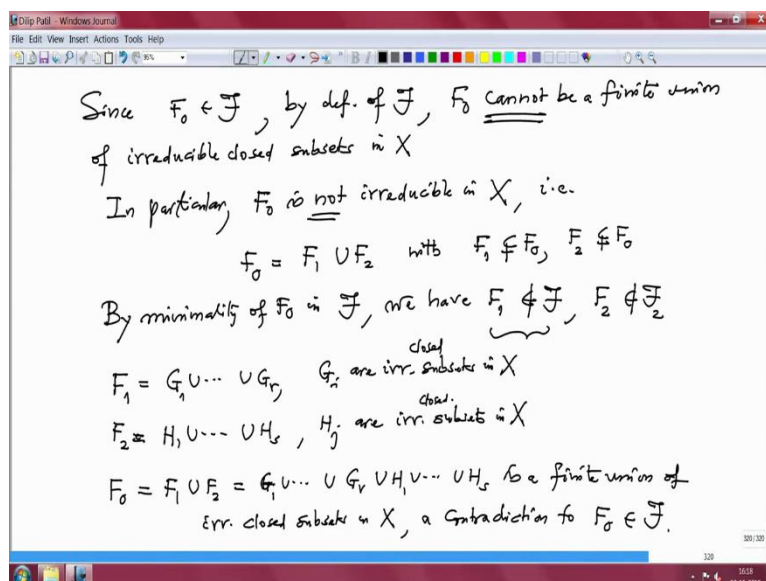 Dilip Patil - Windows Journal
File Edit View Insert Actions Tools Help
Since F₀ ∈ 𝓕, by def. of 𝓕, F₀ cannot be a finite union
of irreducible closed subsets in X
In particular, F₀ is not irreducible in X, i.e.
F₀ = F₁ ∪ F₂ with F₁ ⊊ F₀, F₂ ⊊ F₀
By minimality of F₀ in 𝓕, we have F₁ ∉ 𝓕, F₂ ∉ 𝓕₂
closed
F₁ = G₁ ∪ ⋯ ∪ Gᵣ, Gᵢ are irr. subsets in X
closed.
F₂ = H₁ ∪ ⋯ ∪ Hₛ, Hⱼ are irr. subset in X
F₀ = F₁ ∪ F₂ = G₁ ∪ ⋯ ∪ Gᵣ ∪ H₁ ∪ ⋯ ∪ Hₛ is a finite union of
irr. closed subsets in X, a contradiction to F₀ ∈ 𝓕.
320/320
320
16:18